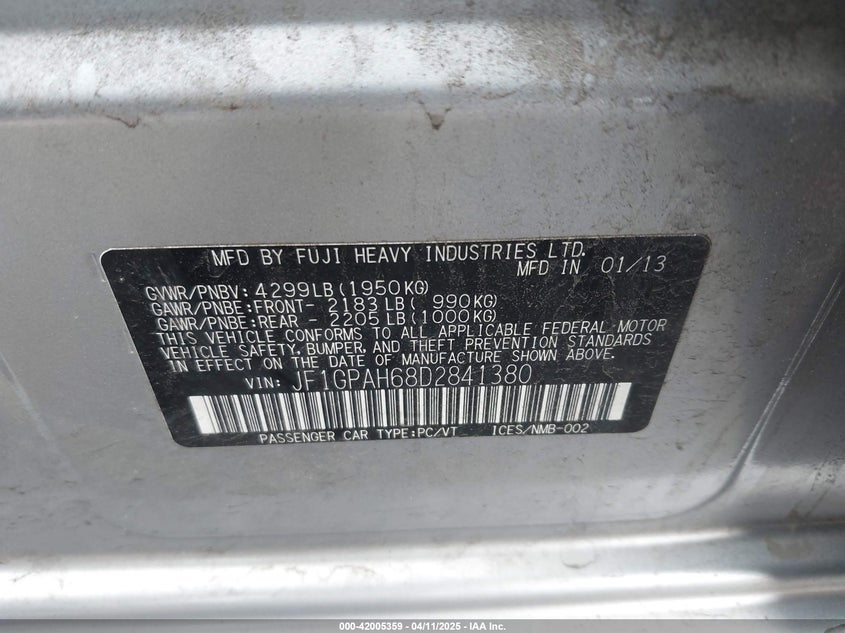 MFD BY FUJI HEAVY INDUSTRIES LTD.
MFD IN 01/13
GVWR/PNBV: 4299LB(1950KG)
GAWR/PNBE:FRONT- 2183LB( 990KG)
GAWR/PNBE:REAR - 2205LB(1000KG)
THIS VEHICLE CONFORMS TO ALL APPLICABLE FEDERAL MOTOR
VEHICLE SAFETY, BUMPER, AND THEFT PREVENTION STANDARDS
IN EFFECT ON THE DATE OF MANUFACTURE SHOWN ABOVE.
VIN: JF1GPAH68D2841380
PASSENGER CAR TYPE:PC/VT ICES/NMB-002
000-42005359 - 04/11/2025 - IAA Inc.